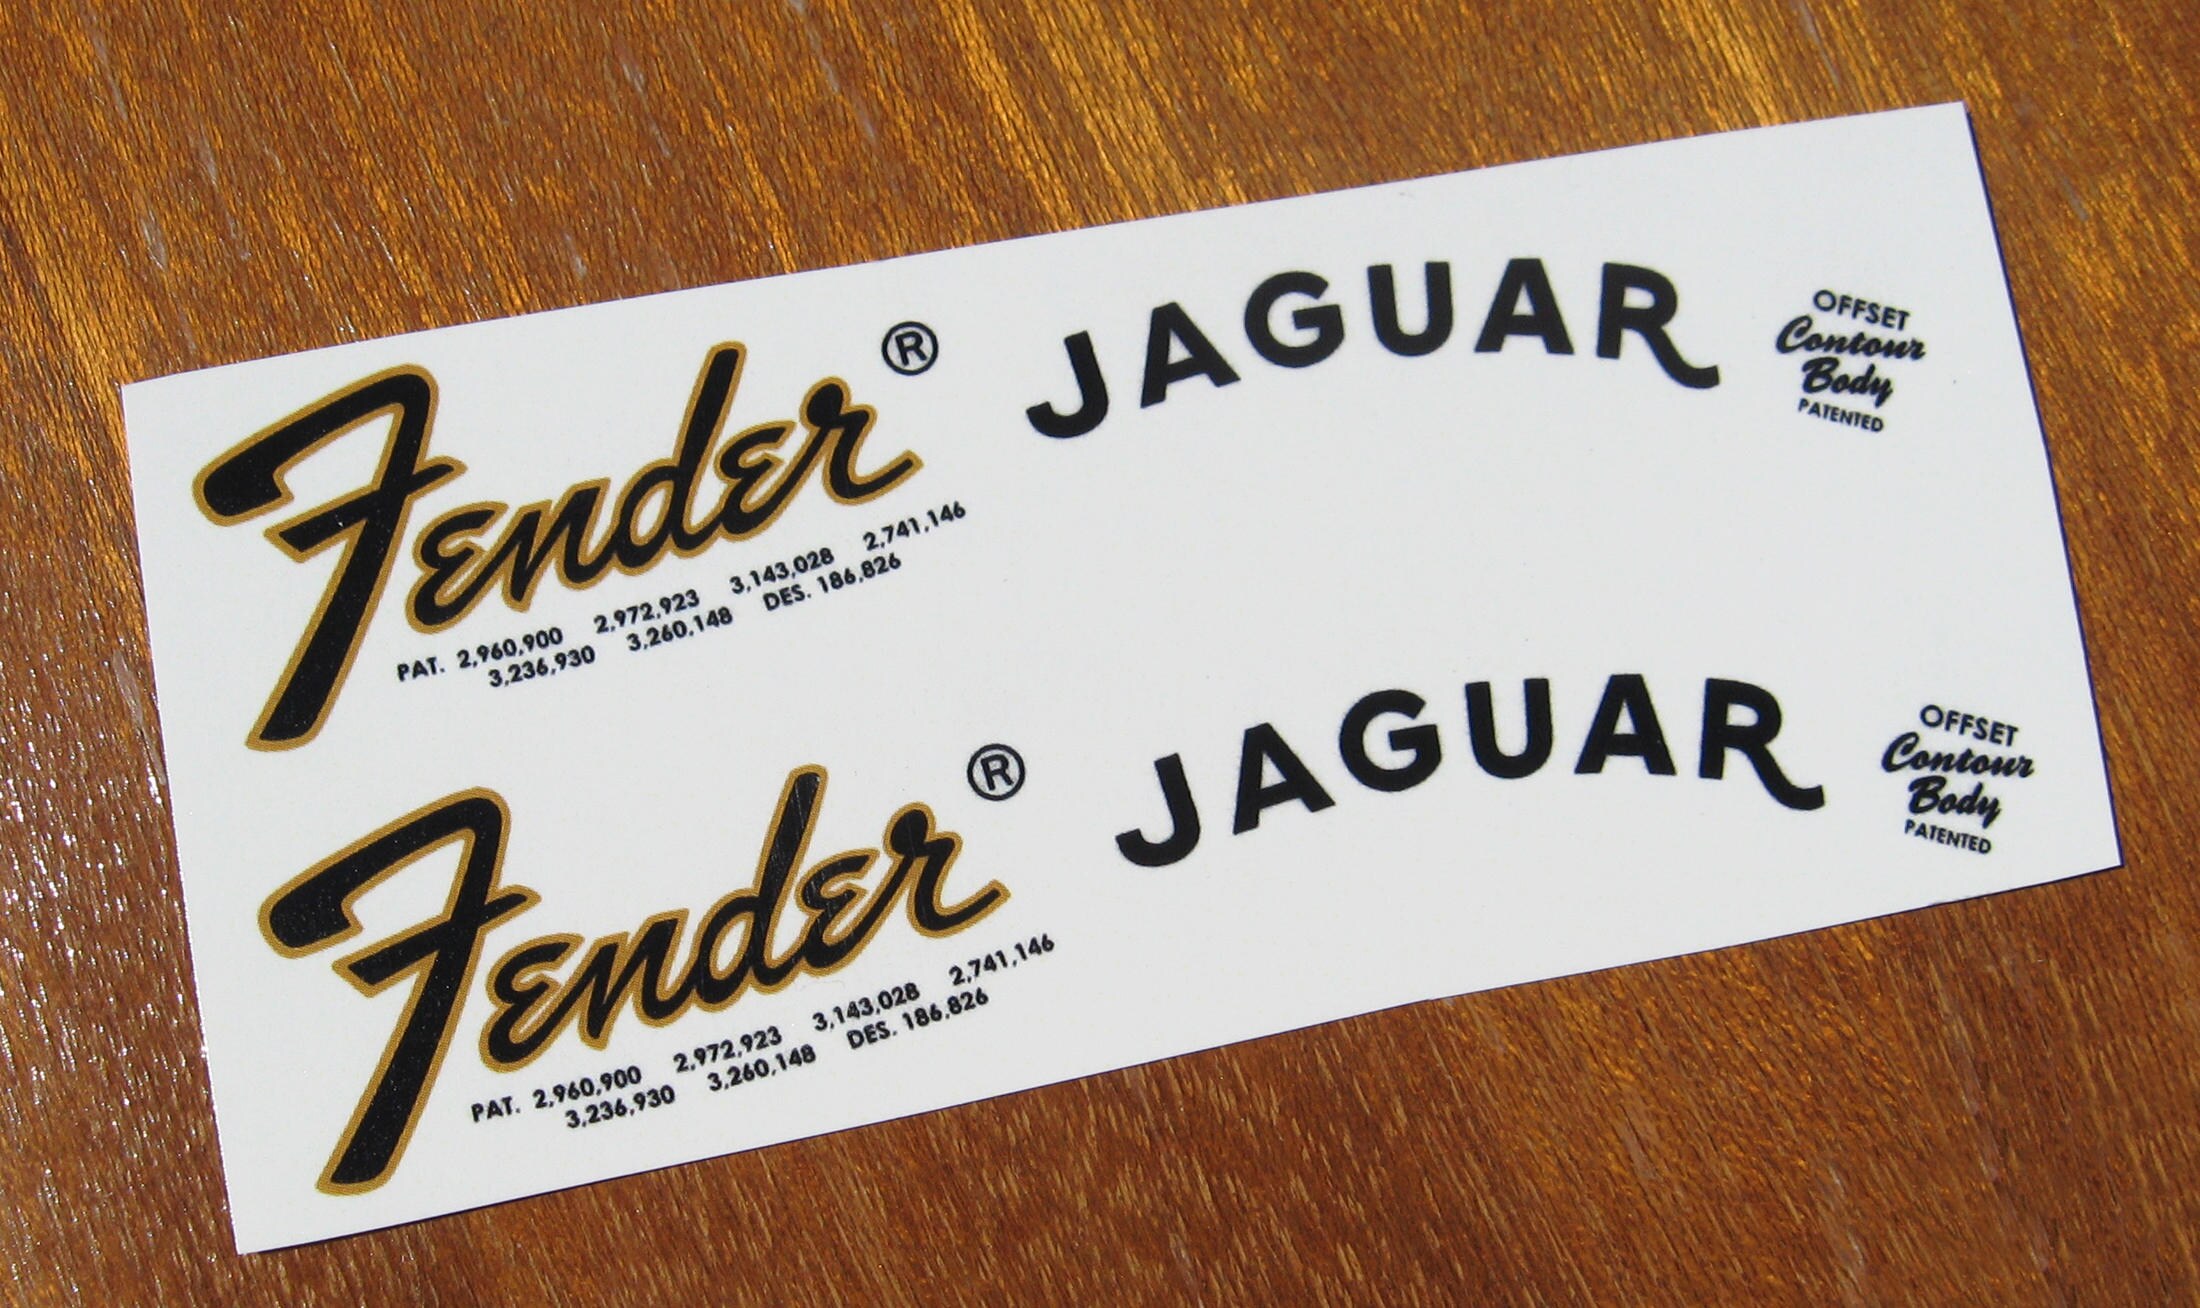 Fender ® JAGUAR
OFFSET
Contour
Body
PATENTED
PAT. 2,960,900 2,972,923 3,143,028 2,741,146
3,236,930 3,260,148 DES. 186,826
Fender ® JAGUAR
OFFSET
Contour
Body
PATENTED
PAT. 2,960,900 2,972,923 3,143,028 2,741,146
3,236,930 3,260,148 DES. 186,826